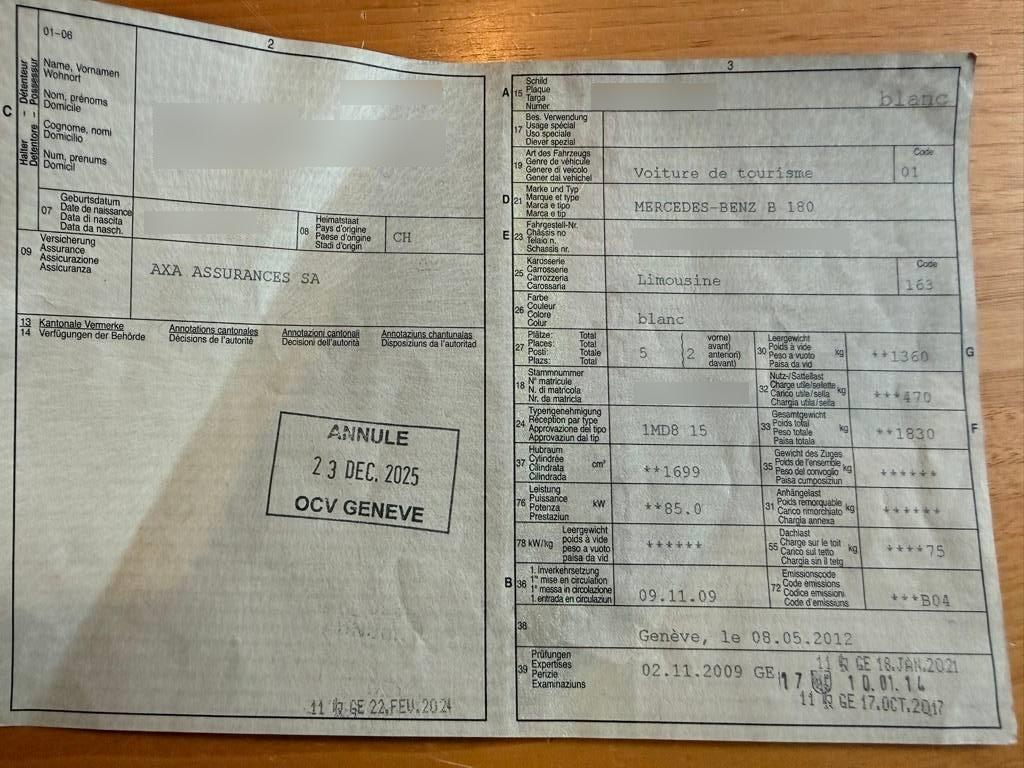 2
C
Halter – Détenteur
Detentore – Possessur
01-06
Name, Vornamen
Wohnort
Nom, prénoms
Domicile
Cognome, nomi
Domicilio
Num, prenums
Domicil
07
Geburtsdatum
Date de naissance
Data di nascita
Data da nasch.
08
Heimatstaat
Pays d'origine
Paese d'origine
Stadi d'origin
CH
09
Versicherung
Assurance
Assicurazione
Assicuranza
AXA ASSURANCES SA
13 Kantonale Vermerke Annotations cantonales Annotazioni cantonali Annotaziuns chantunalas
14 Verfügungen der Behörde Décisions de l'autorité Decisioni dell'autorità Disposiziuns da l'autoritad
ANNULE
23 DEC. 2025
OCV GENEVE
11 GE 22.FEV.2024
3
A 15
Schild
Plaque
Targa
Numer
blanc
17
Bes. Verwendung
Usage spécial
Uso speciale
Diever spezial
19
Art des Fahrzeugs
Genre de véhicule
Genere di veicolo
Gener dal vehichel
Voiture de tourisme
Code
01
D 21
Marke und Typ
Marque et type
Marca e tipo
Marca e tip
MERCEDES-BENZ B 180
E 23
Fahrgestell-Nr.
Châssis no
Telaio n.
Schassis nr.
25
Karosserie
Carrosserie
Carrozzeria
Carossaria
Limousine
Code
163
26
Farbe
Couleur
Colore
Colur
blanc
27
Plätze: Total
Places: Total
Posti: Totale
Plazs: Total
5
2
vorne)
avant)
anteriori)
davant)
30
Leergewicht
Poids à vide
Peso a vuoto
Paisa da vid
kg
**1360
G
18
Stammnummer
N° matricule
N. di matricola
Nr. da matricla
32
Nutz-/Sattellast
Charge utile/sellette
Carico utile/sella
Chargia utila/sella
kg
***470
24
Typengenehmigung
Réception par type
Approvazione del tipo
Approvaziun dal tip
1MD8 15
33
Gesamtgewicht
Poids total
Peso totale
Paisa totala
kg
**1830
F
37
Hubraum
Cylindrée
Cilindrata
Cilindrada
cm³
**1699
35
Gewicht des Zuges
Poids de l'ensemble
Peso del convoglio
Paisa cumposiziun
kg
******
76
Leistung
Puissance
Potenza
Prestaziun
kW
**85.0
31
Anhängelast
Poids remorquable
Carico rimorchiato
Chargia annexa
kg
******
78 kW/kg
Leergewicht
poids à vide
peso a vuoto
paisa da vid
******
55
Dachlast
Charge sur le toit
Carico sul tetto
Chargia sin il tetg
kg
****75
B 36
1. Inverkehrsetzung
1re mise en circulation
1a messa in circolazione
1. entrada en circulaziun
09.11.09
72
Emissionscode
Code émissions
Codice emissioni
Code d'emissiuns
***B04
38
Genève, le 08.05.2012
39
Prüfungen
Expertises
Perizie
Examinaziuns
02.11.2009 GE
11 GE 18.JAN.2021
17 10.01.14
11 GE 17.OCT.2017